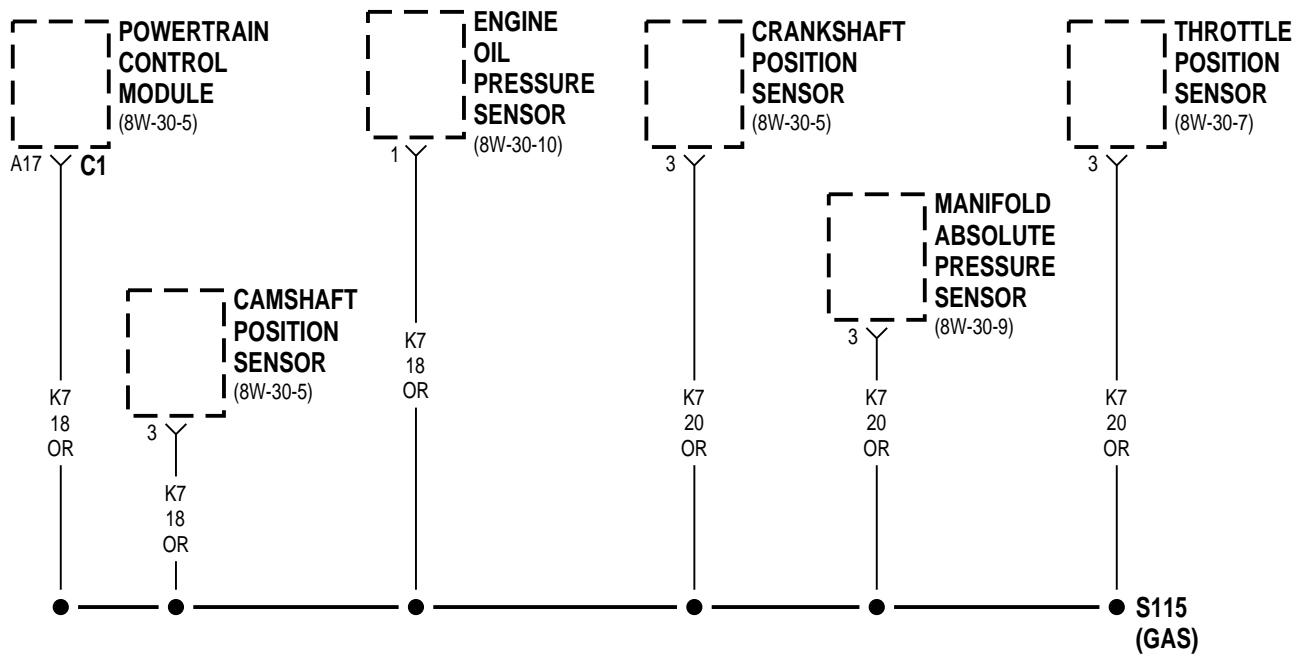 POWERTRAIN
CONTROL
MODULE
(8W-30-5)
A17
C1
ENGINE
OIL
PRESSURE
SENSOR
(8W-30-10)
1
CRANKSHAFT
POSITION
SENSOR
(8W-30-5)
3
THROTTLE
POSITION
SENSOR
(8W-30-7)
3
MANIFOLD
ABSOLUTE
PRESSURE
SENSOR
(8W-30-9)
3
CAMSHAFT
POSITION
SENSOR
(8W-30-5)
3
K7
18
OR
K7
18
OR
K7
18
OR
K7
20
OR
K7
20
OR
K7
20
OR
S115
(GAS)